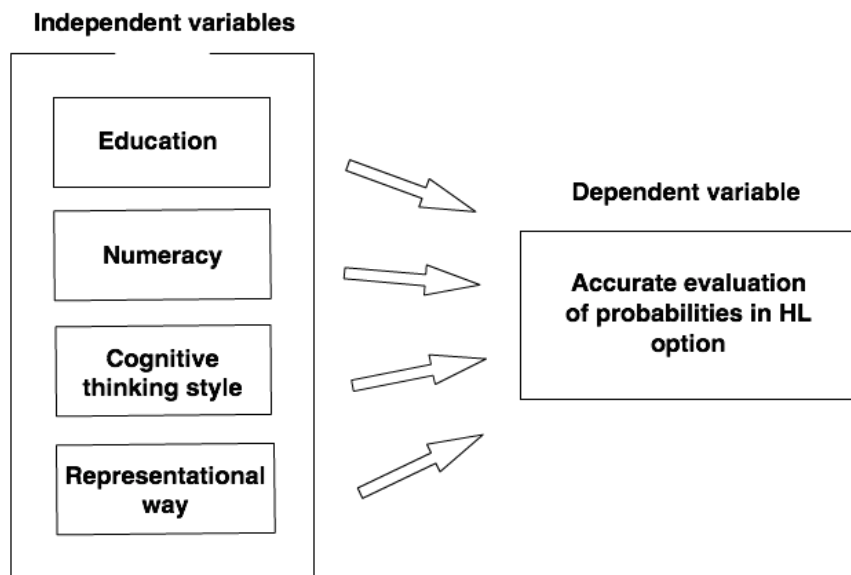 Independent variables
Education
Numeracy
Cognitive
thinking style
Representational
way
Dependent variable
Accurate evaluation
of probabilities in HL
option